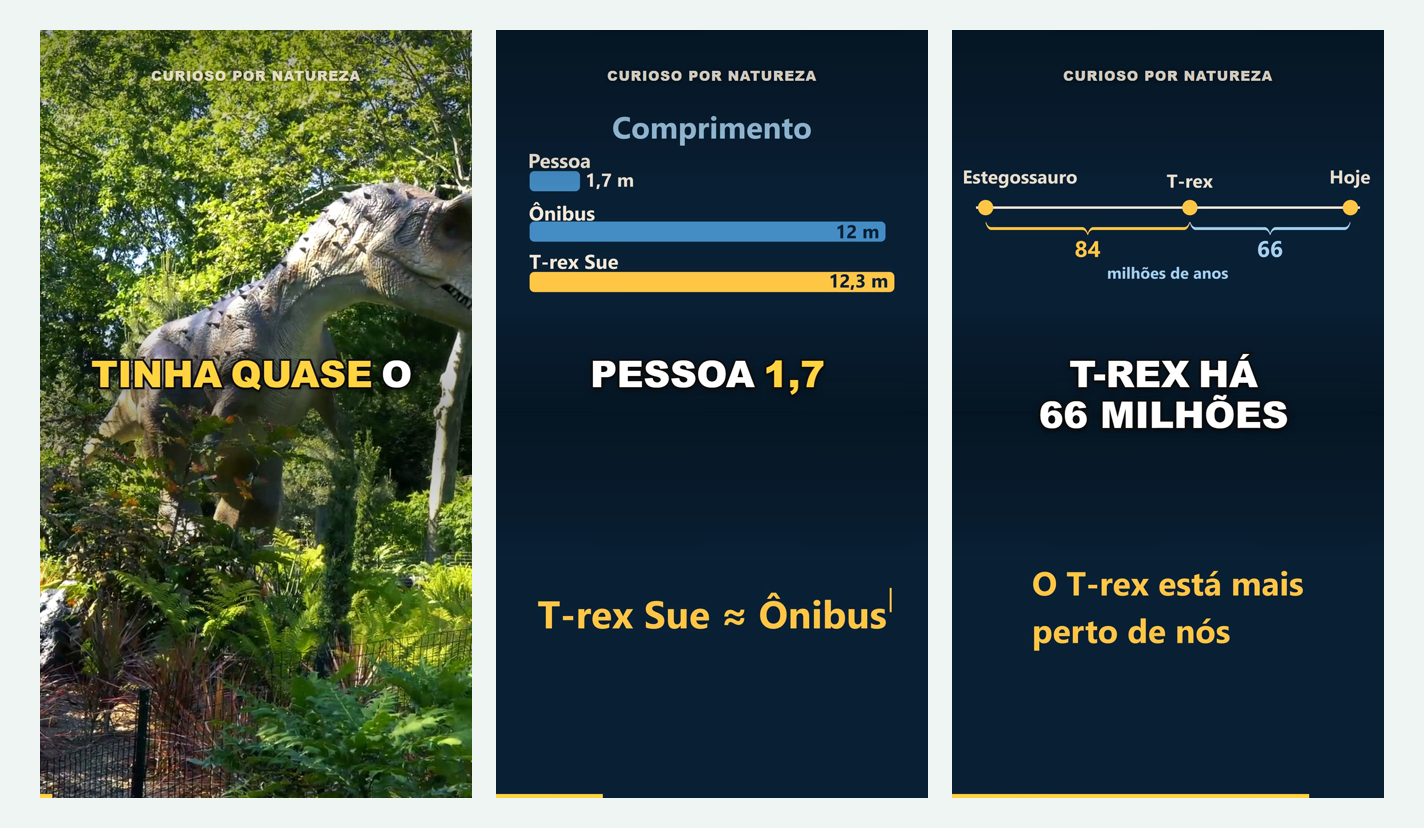 CURIOSO POR NATUREZA
TINHA QUASE O
CURIOSO POR NATUREZA
Comprimento
Pessoa
1,7 m
Ônibus
12 m
T-rex Sue
12,3 m
PESSOA 1,7
T-rex Sue ≈ Ônibus
CURIOSO POR NATUREZA
Estegossauro T-rex Hoje
84 66
milhões de anos
T-REX HÁ
66 MILHÕES
O T-rex está mais
perto de nós